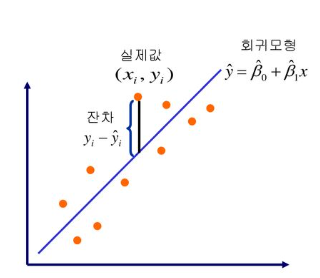 실제값
(xᵢ, yᵢ)
회귀모형
ŷ = β̂₀ + β̂₁x
잔차
yᵢ − ŷᵢ